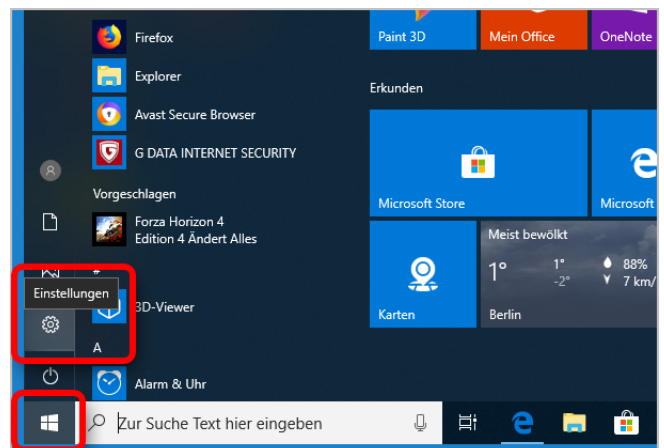 Firefox
Explorer
Avast Secure Browser
G DATA INTERNET SECURITY
Vorgeschlagen
Forza Horizon 4
Edition 4 Ändert Alles
#
Einstellungen
3D-Viewer
A
Alarm & Uhr
Zur Suche Text hier eingeben
Paint 3D
Mein Office
OneNote
Erkunden
Microsoft Store
Microsoft
Karten
Meist bewölkt
1°
1°
-2°
88%
7 km/
Berlin